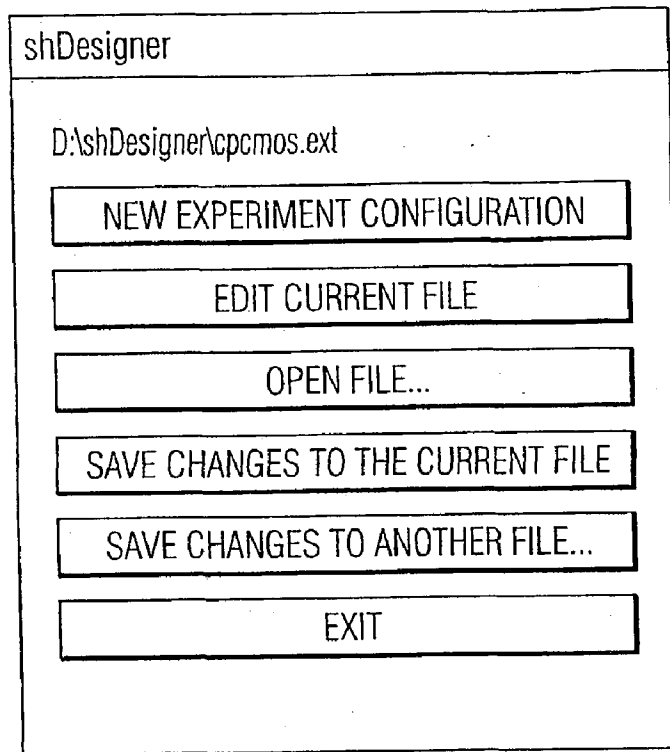 shDesigner
D:\shDesigner\cpcmos.ext
NEW EXPERIMENT CONFIGURATION
EDIT CURRENT FILE
OPEN FILE...
SAVE CHANGES TO THE CURRENT FILE
SAVE CHANGES TO ANOTHER FILE...
EXIT